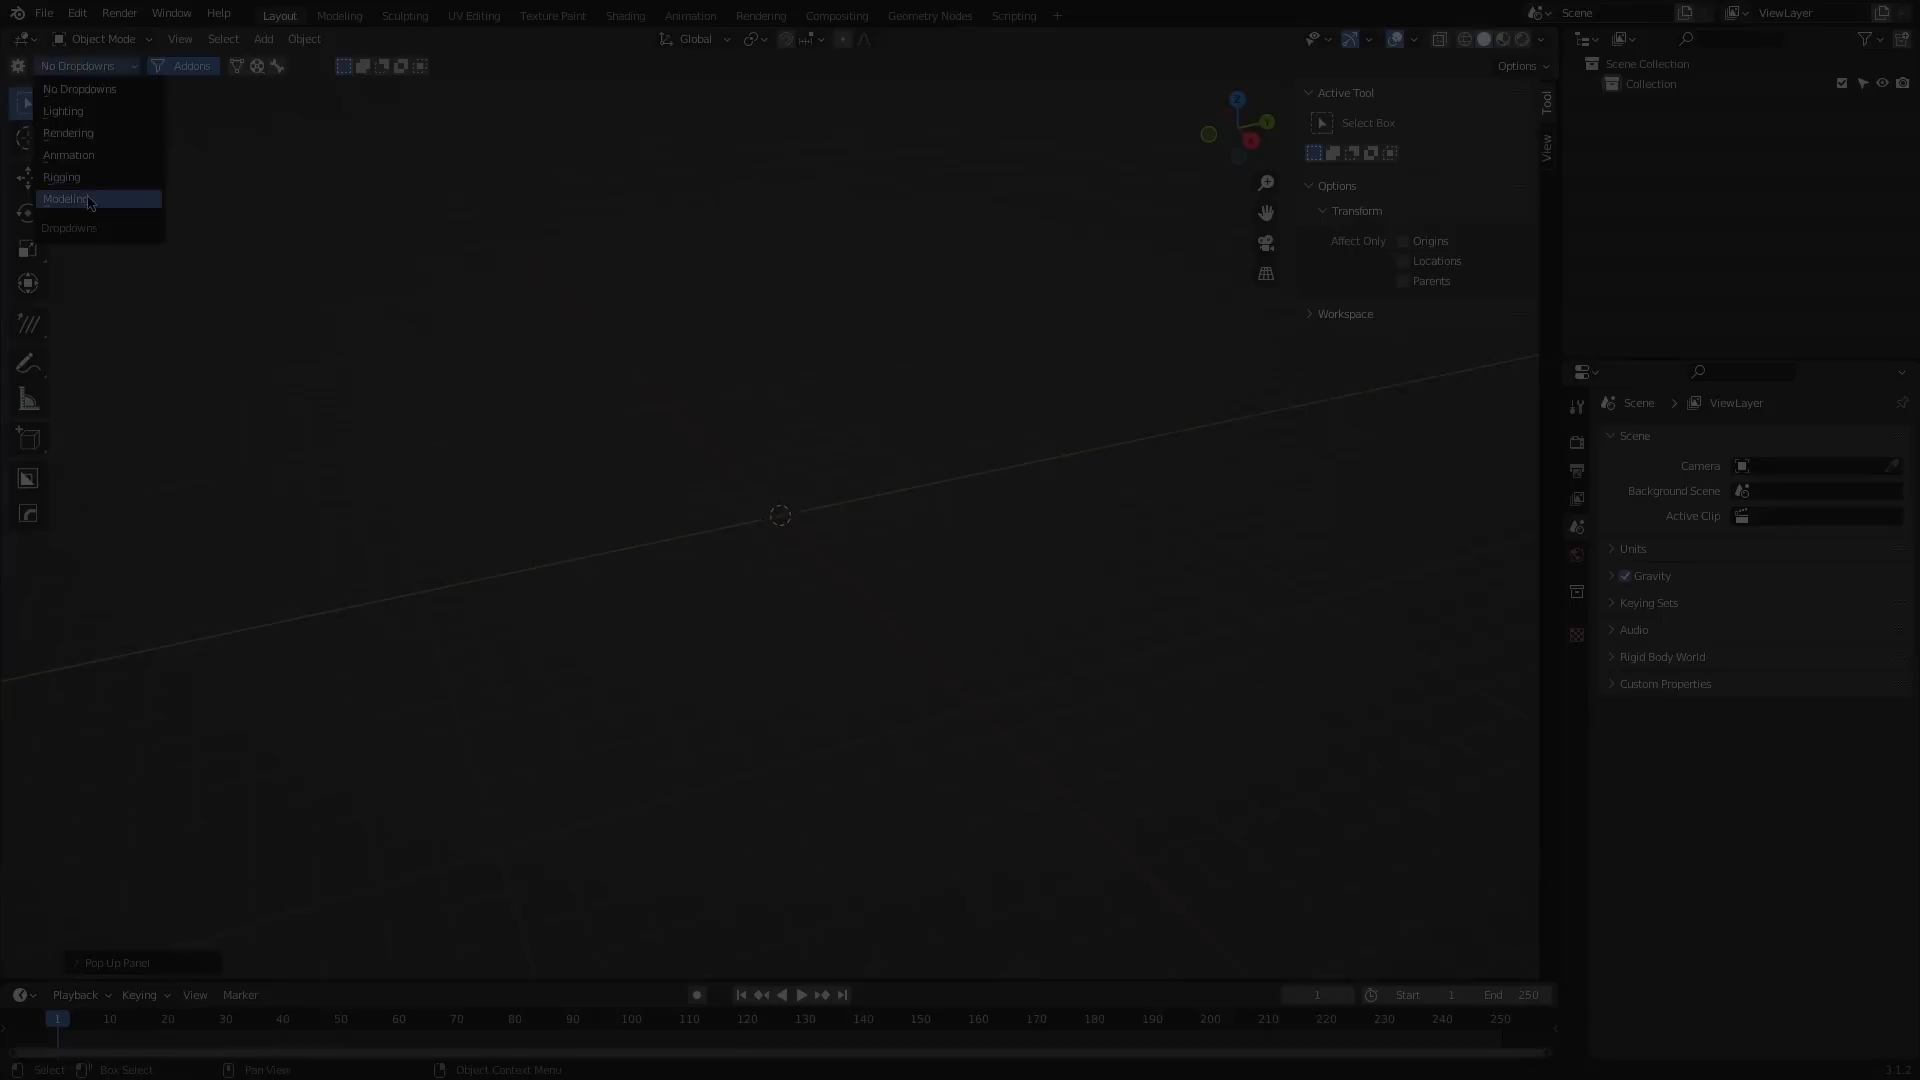 File Edit Render Window Help Layout Modeling Sculpting UV Editing Texture Paint Shading Animation Rendering Compositing Geometry Nodes Scripting + Scene ViewLayer
Object Mode View Select Add Object Global
No Dropdowns Addons Options
No Dropdowns
Lighting
Rendering
Animation
Rigging
Modeling
Dropdowns
Z
Y
X
Active Tool
Select Box
Options
Transform
Affect Only Origins
Locations
Parents
Workspace
Tool
View
Scene Collection
Collection
Scene > ViewLayer
Scene
Camera
Background Scene
Active Clip
Units
Gravity
Keying Sets
Audio
Rigid Body World
Custom Properties
Pop Up Panel
Playback Keying View Marker 1 Start 1 End 250
1 10 20 30 40 50 60 70 80 90 100 110 120 130 140 150 160 170 180 190 200 210 220 230 240 250
Select Box Select Pan View Object Context Menu 3.1.2